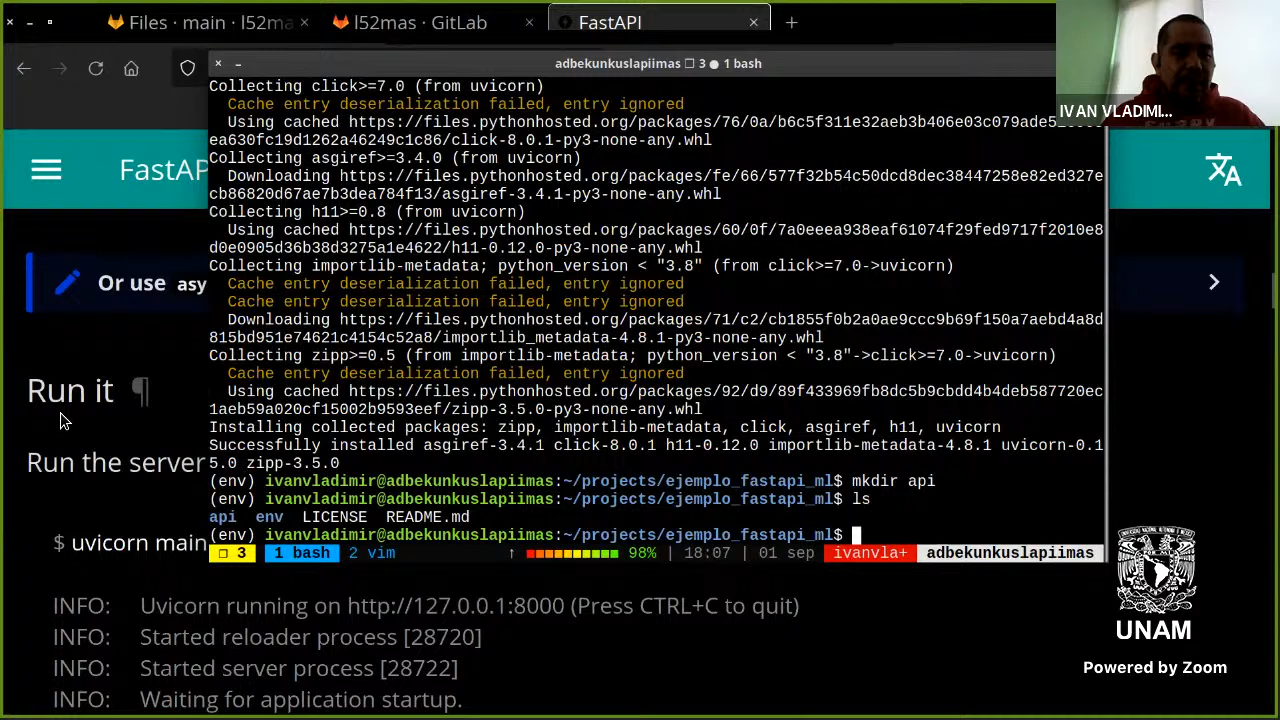 Files · main · l52ma
l52mas · GitLab
FastAPI
adbekunkuslapiimas ❐ 3 ● 1 bash
IVAN VLADIMI...
FastAP
Collecting click>=7.0 (from uvicorn)
Cache entry deserialization failed, entry ignored
Using cached https://files.pythonhosted.org/packages/76/0a/b6c5f311e32aeb3b406e03c079ade5
ea630fc19d1262a46249c1c86/click-8.0.1-py3-none-any.whl
Collecting asgiref>=3.4.0 (from uvicorn)
Downloading https://files.pythonhosted.org/packages/fe/66/577f32b54c50dcd8dec38447258e82ed327e
cb86820d67ae7b3dea784f13/asgiref-3.4.1-py3-none-any.whl
Collecting h11>=0.8 (from uvicorn)
Using cached https://files.pythonhosted.org/packages/60/0f/7a0eeea938eaf61074f29fed9717f2010e8
d0e0905d36b38d3275a1e4622/h11-0.12.0-py3-none-any.whl
Collecting importlib-metadata; python_version < "3.8" (from click>=7.0->uvicorn)
Cache entry deserialization failed, entry ignored
Cache entry deserialization failed, entry ignored
Downloading https://files.pythonhosted.org/packages/71/c2/cb1855f0b2a0ae9ccc9b69f150a7aebd4a8d
815bd951e74621c4154c52a8/importlib_metadata-4.8.1-py3-none-any.whl
Collecting zipp>=0.5 (from importlib-metadata; python_version < "3.8"->click>=7.0->uvicorn)
Cache entry deserialization failed, entry ignored
Using cached https://files.pythonhosted.org/packages/92/d9/89f433969fb8dc5b9cbdd4b4deb587720ec
1aeb59a020cf15002b9593eef/zipp-3.5.0-py3-none-any.whl
Installing collected packages: zipp, importlib-metadata, click, asgiref, h11, uvicorn
Successfully installed asgiref-3.4.1 click-8.0.1 h11-0.12.0 importlib-metadata-4.8.1 uvicorn-0.1
5.0 zipp-3.5.0
(env) ivanvladimir@adbekunkuslapiimas:~/projects/ejemplo_fastapi_ml$ mkdir api
(env) ivanvladimir@adbekunkuslapiimas:~/projects/ejemplo_fastapi_ml$ ls
api env LICENSE README.md
(env) ivanvladimir@adbekunkuslapiimas:~/projects/ejemplo_fastapi_ml$
❐ 3 1 bash 2 vim ↑ 98% | 18:07 | 01 sep ivanvla+ adbekunkuslapiimas
Or use asy
Run it ¶
Run the server
$ uvicorn main
INFO: Uvicorn running on http://127.0.0.1:8000 (Press CTRL+C to quit)
INFO: Started reloader process [28720]
INFO: Started server process [28722]
INFO: Waiting for application startup.
UNAM
Powered by Zoom